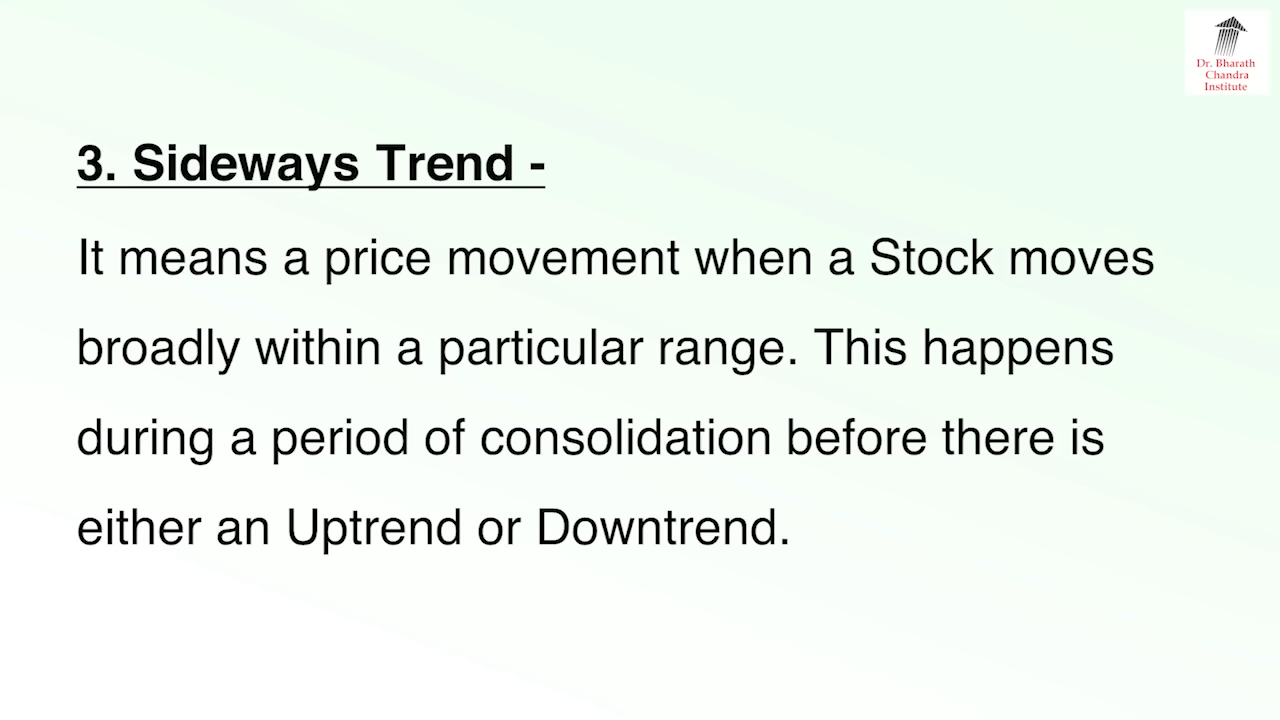 Dr. Bharath
Chandra
Institute
3. Sideways Trend -
It means a price movement when a Stock moves
broadly within a particular range. This happens
during a period of consolidation before there is
either an Uptrend or Downtrend.